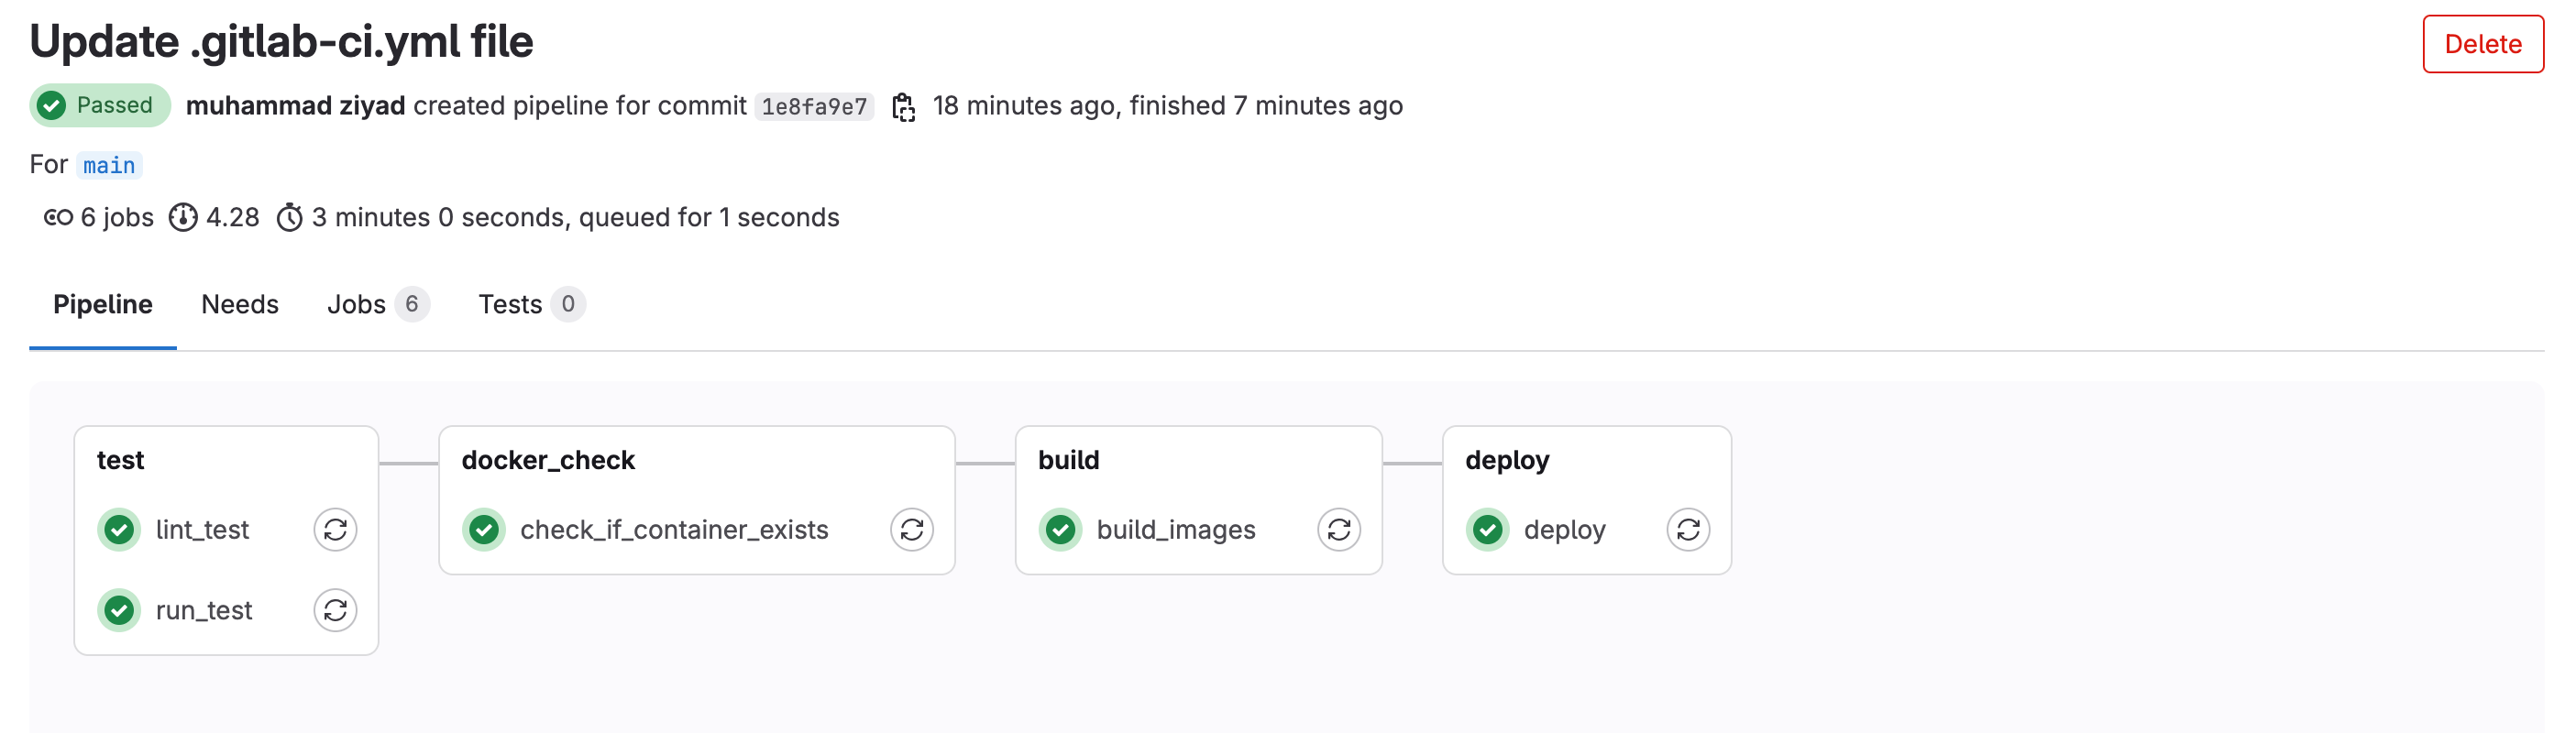 Update .gitlab-ci.yml file
Delete
Passed muhammad ziyad created pipeline for commit 1e8fa9e7 18 minutes ago, finished 7 minutes ago
For main
6 jobs 4.28 3 minutes 0 seconds, queued for 1 seconds
Pipeline Needs Jobs 6 Tests 0
test
lint_test
run_test
docker_check
check_if_container_exists
build
build_images
deploy
deploy